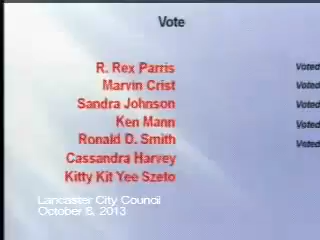 Vote
R. Rex Parris Voted
Marvin Crist Voted
Sandra Johnson Voted
Ken Mann Voted
Ronald D. Smith Voted
Cassandra Harvey
Kitty Kit Yee Szeto
Lancaster City Council
October 8, 2013